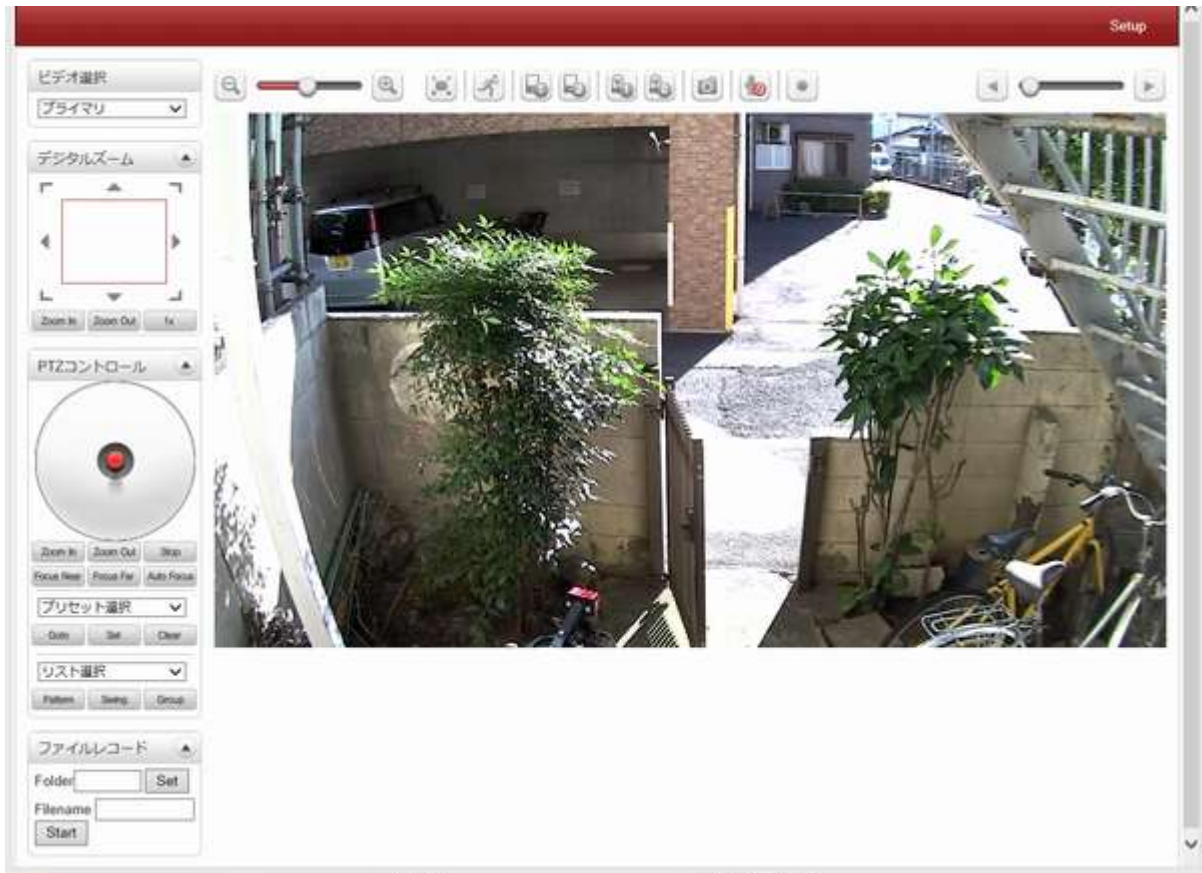 Setup
ビデオ選択
プライマリ
デジタルズーム
Zoom In Zoom Out 1x
PTZコントロール
Zoom In Zoom Out Stop
Focus Near Focus Far Auto Focus
プリセット選択
Goto Set Clear
リスト選択
Pattern Swing Group
ファイルレコード
Folder Set
Filename
Start